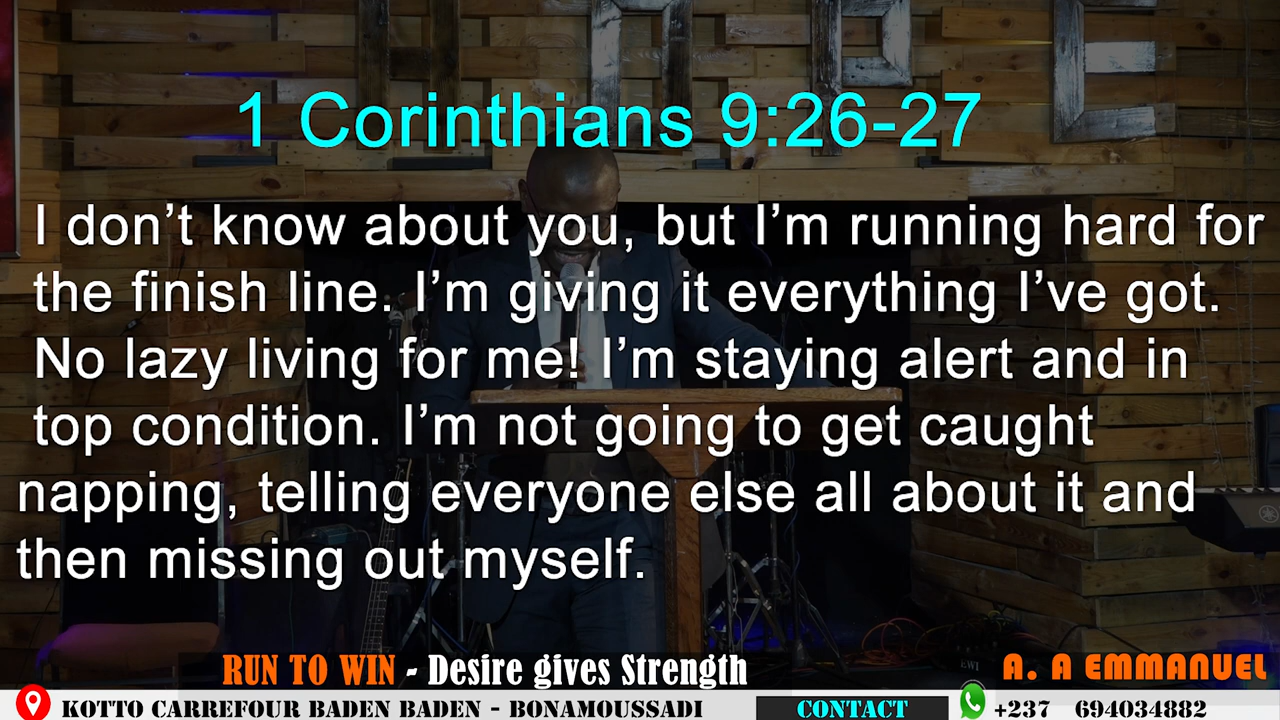 1 Corinthians 9:26-27
I don’t know about you, but I’m running hard for
the finish line. I’m giving it everything I’ve got.
No lazy living for me! I’m staying alert and in
top condition. I’m not going to get caught
napping, telling everyone else all about it and
then missing out myself.
RUN TO WIN - Desire gives Strength
A. A EMMANUEL
KOTTO CARREFOUR BADEN BADEN - BONAMOUSSADI
CONTACT
+237 694034882